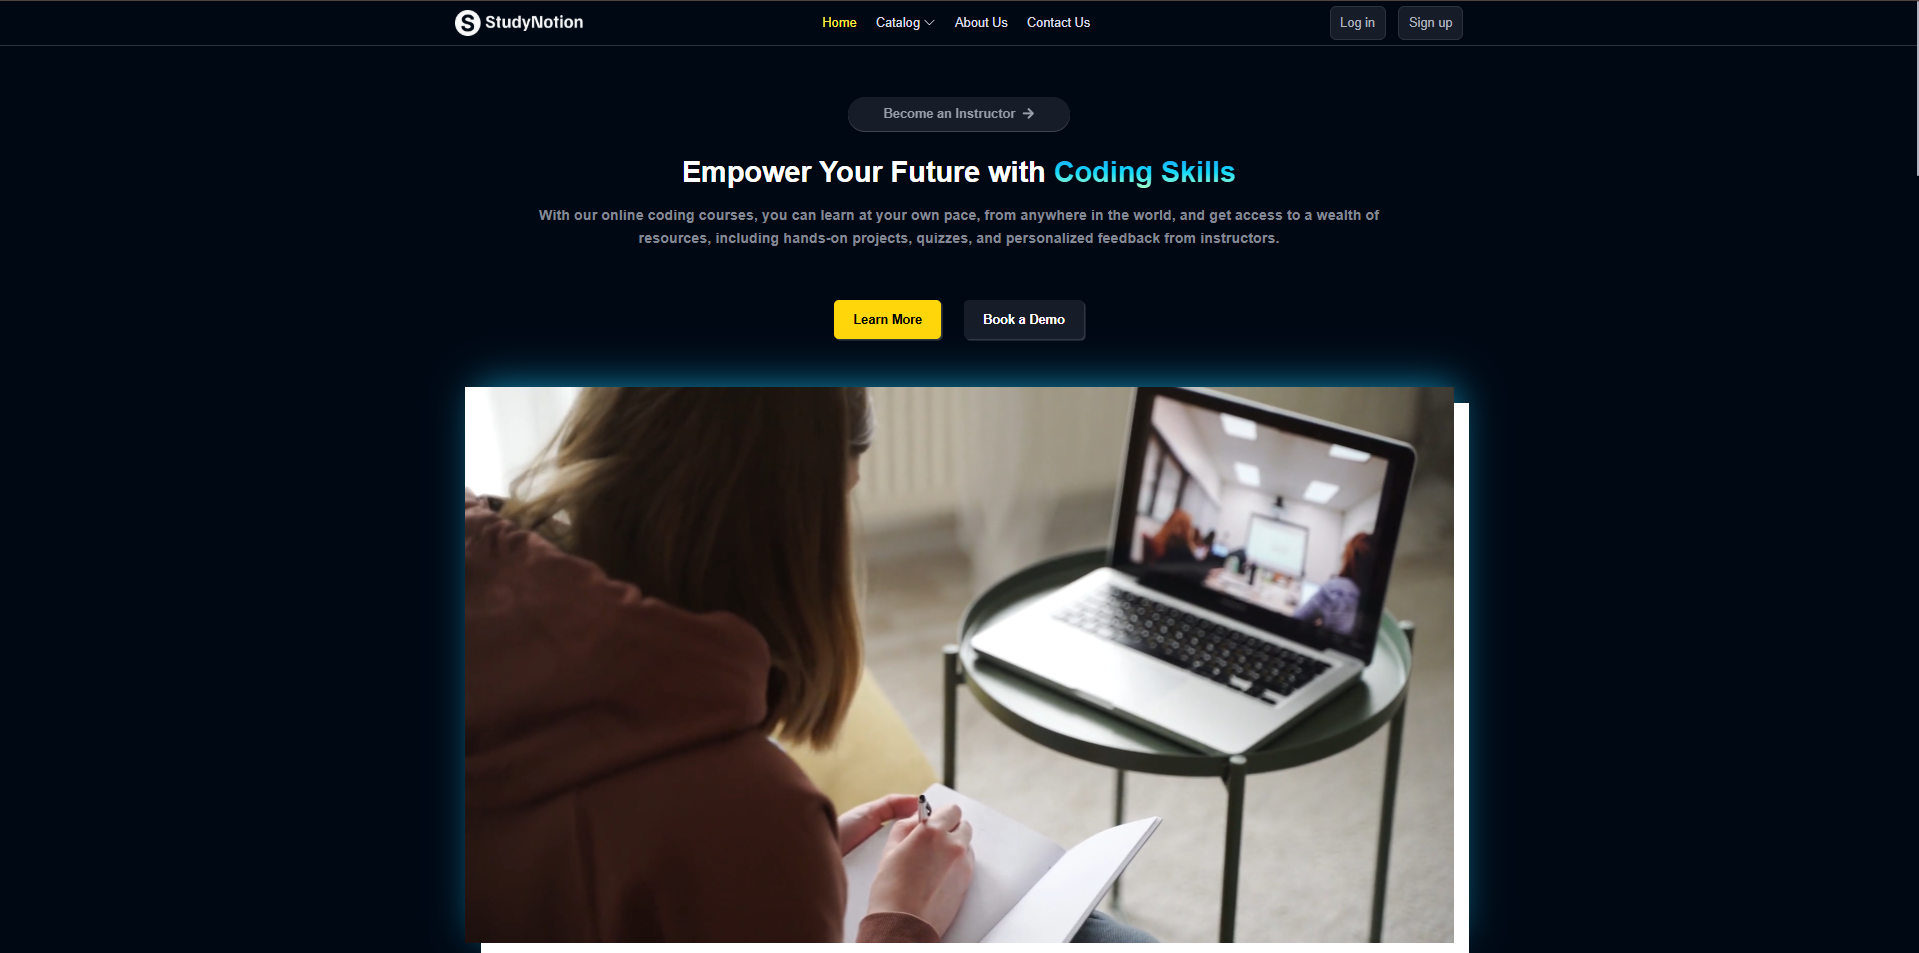 S StudyNotion
Home Catalog About Us Contact Us
Log in Sign up
Become an Instructor →
Empower Your Future with Coding Skills
With our online coding courses, you can learn at your own pace, from anywhere in the world, and get access to a wealth of
resources, including hands-on projects, quizzes, and personalized feedback from instructors.
Learn More Book a Demo